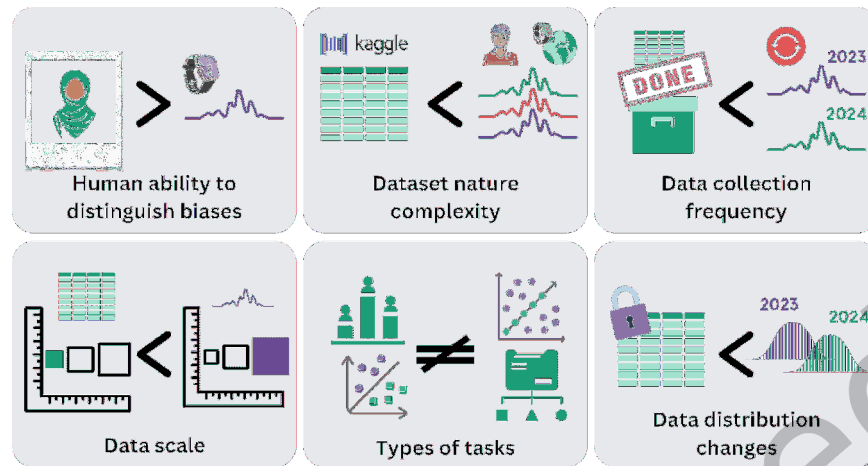 kaggle
DONE
2023
2024
Human ability to
distinguish biases
Dataset nature
complexity
Data collection
frequency
2023
2024
Data scale
Types of tasks
Data distribution
changes